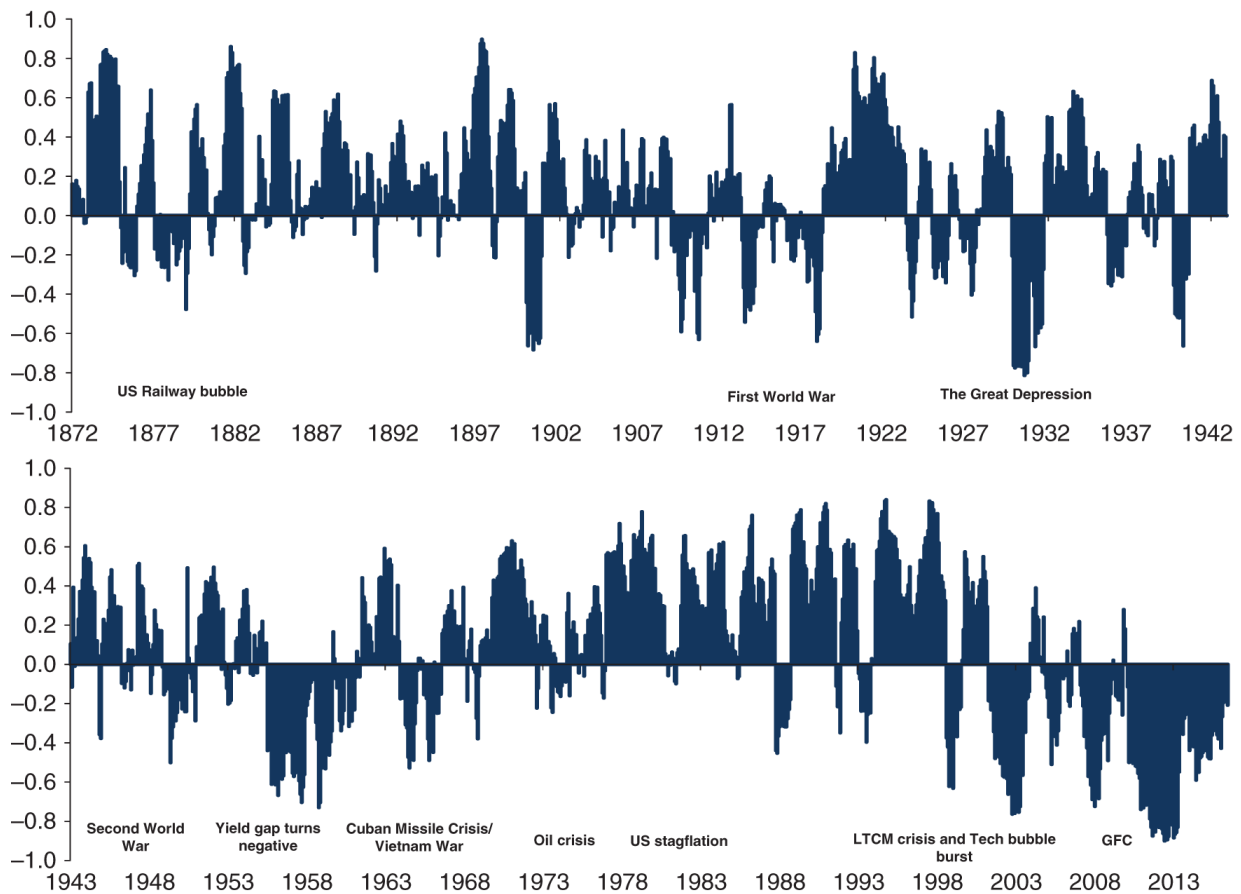 1.0
0.8
0.6
0.4
0.2
0.0
–0.2
–0.4
–0.6
–0.8
–1.0
US Railway bubble
First World War
The Great Depression
1872 1877 1882 1887 1892 1897 1902 1907 1912 1917 1922 1927 1932 1937 1942
1.0
0.8
0.6
0.4
0.2
0.0
–0.2
–0.4
–0.6
–0.8
–1.0
Second World
War
Yield gap turns
negative
Cuban Missile Crisis/
Vietnam War
Oil crisis
US stagflation
LTCM crisis and Tech bubble
burst
GFC
1943 1948 1953 1958 1963 1968 1973 1978 1983 1988 1993 1998 2003 2008 2013